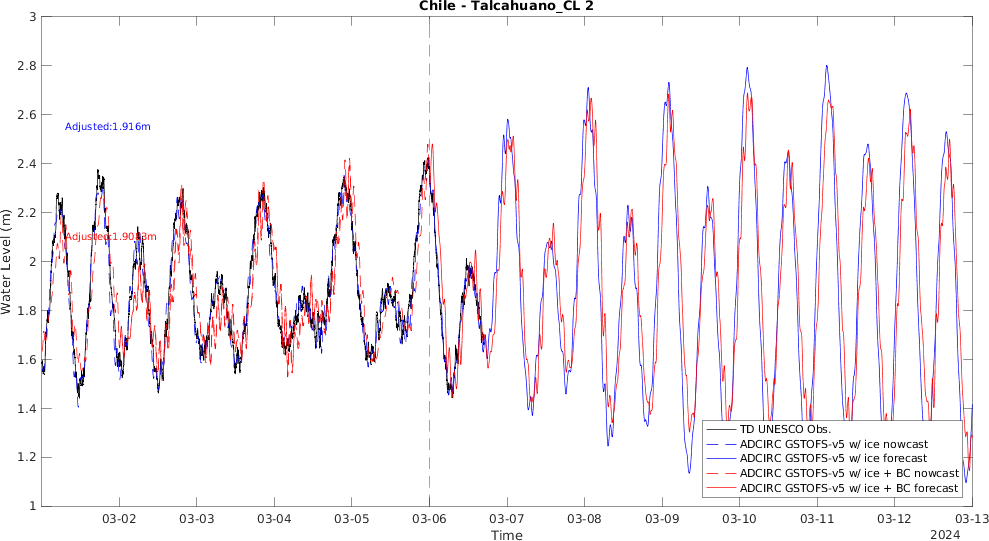 Chile - Talcahuano_CL 2
3
2.8
2.6
2.4
2.2
2
1.8
1.6
1.4
1.2
1
Water Level (m)
Adjusted:1.916m
TD UNESCO Obs.
ADCIRC GSTOFS-v5 w/ ice nowcast
ADCIRC GSTOFS-v5 w/ ice forecast
ADCIRC GSTOFS-v5 w/ ice + BC nowcast
ADCIRC GSTOFS-v5 w/ ice + BC forecast
03-02 03-03 03-04 03-05 03-06 03-07 03-08 03-09 03-10 03-11 03-12 03-13
Time
2024